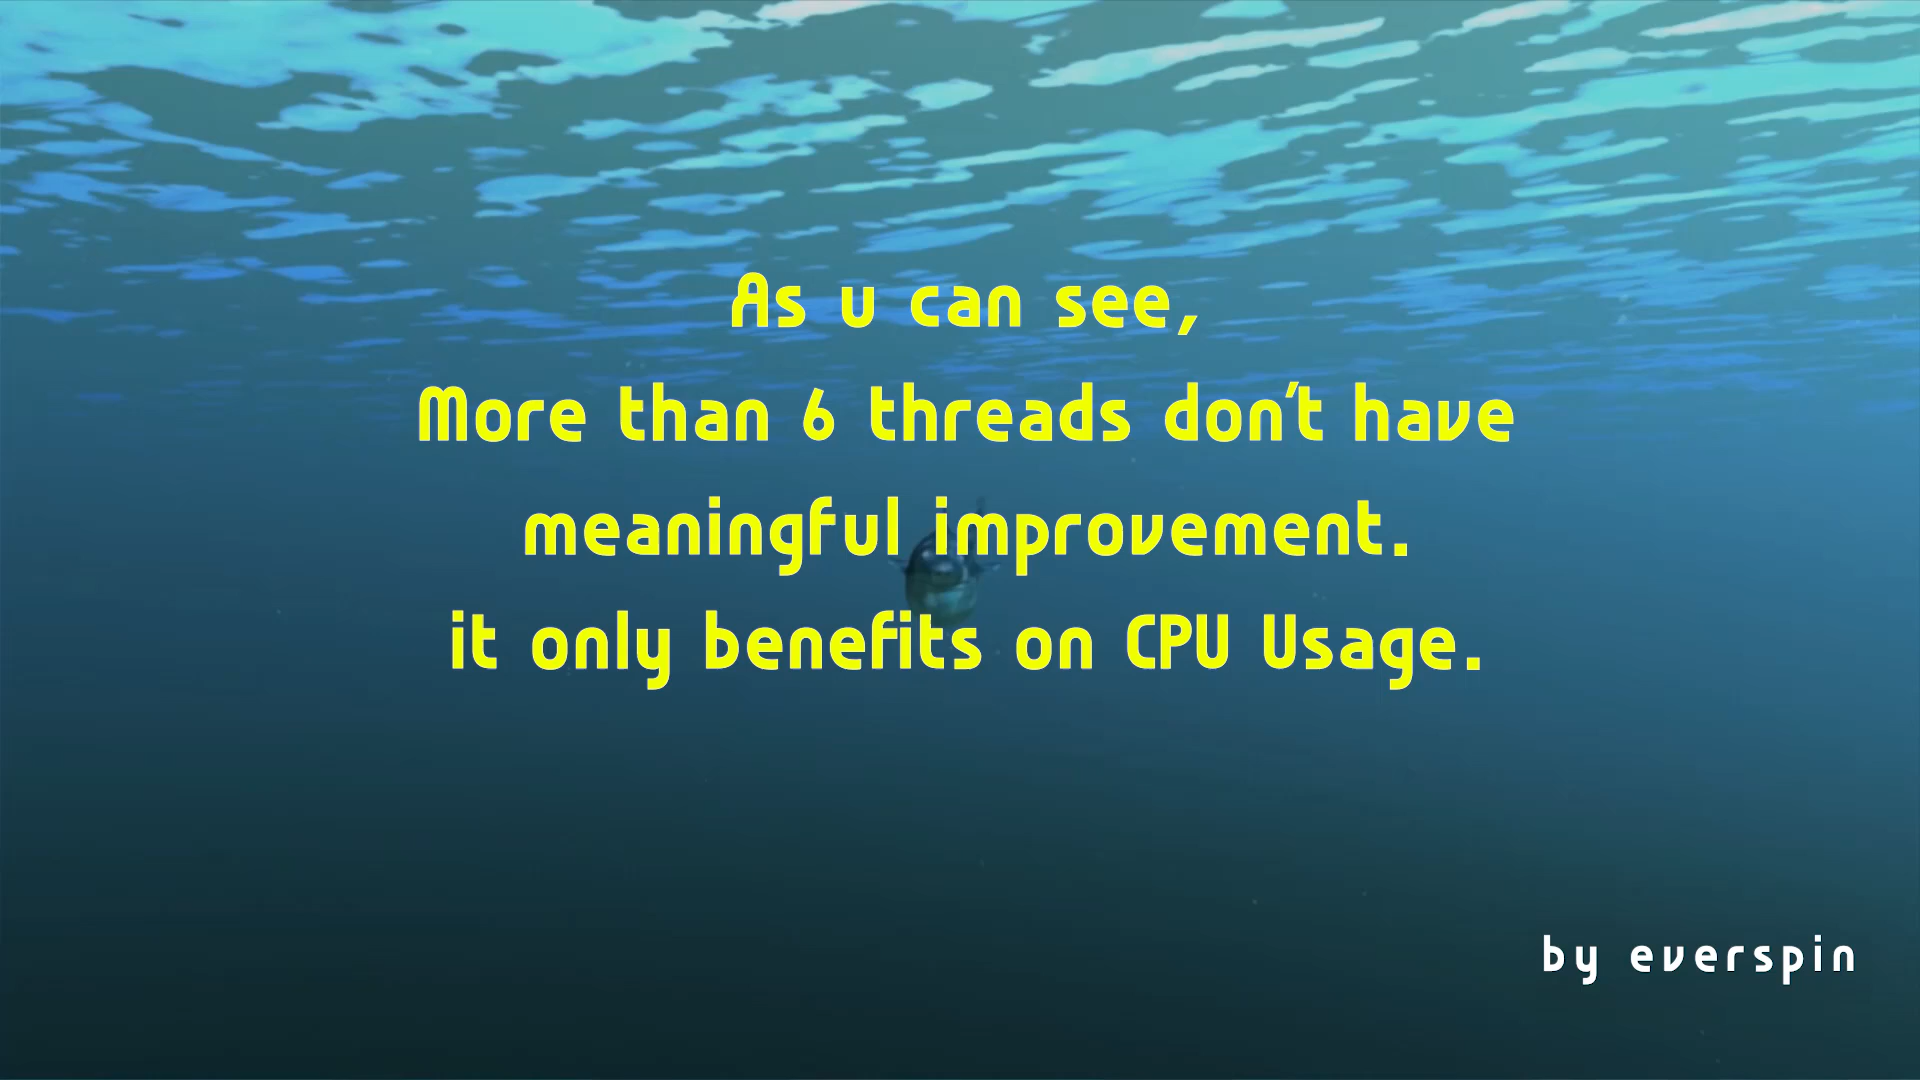 As u can see,
More than 6 threads don't have
meaningful improvement.
it only benefits on CPU Usage.
by everspin